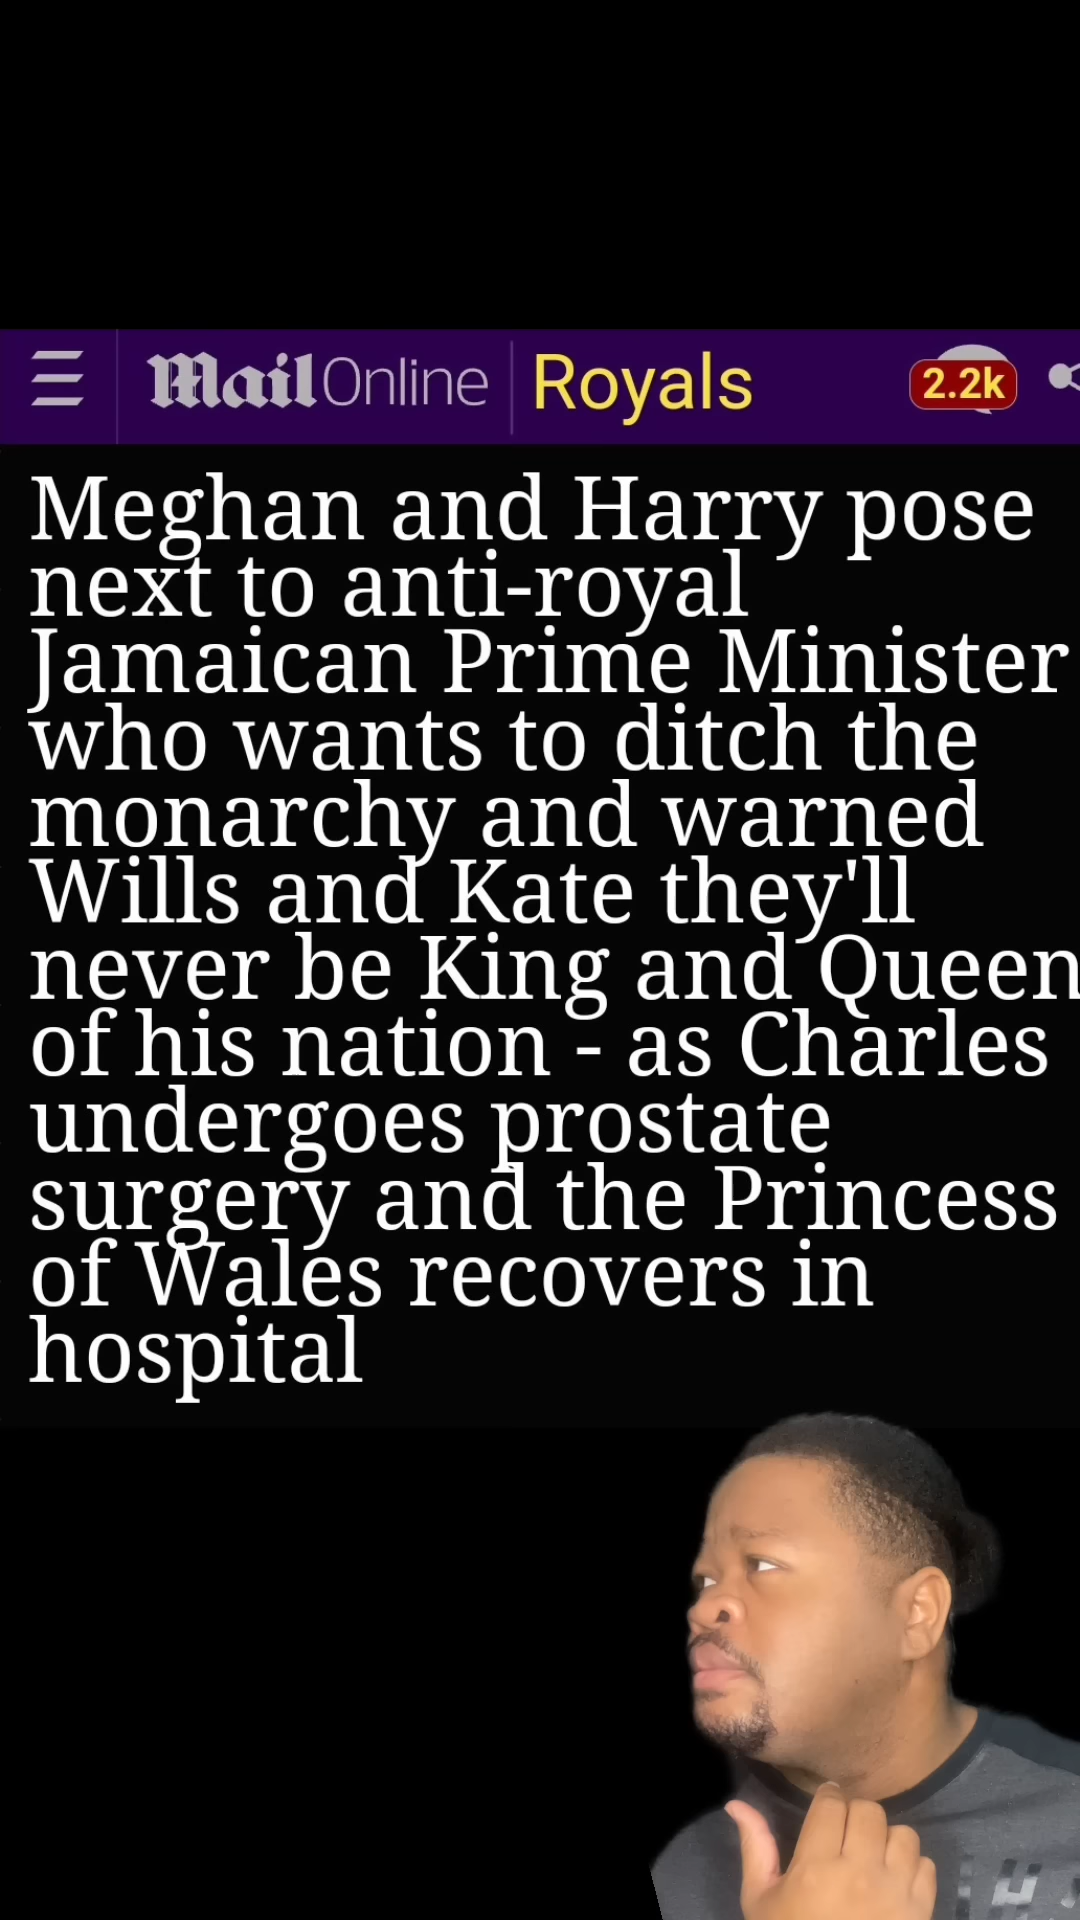 Mail Online Royals 2.2k
Meghan and Harry pose
next to anti-royal
Jamaican Prime Minister
who wants to ditch the
monarchy and warned
Wills and Kate they'll
never be King and Queen
of his nation - as Charles
undergoes prostate
surgery and the Princess
of Wales recovers in
hospital